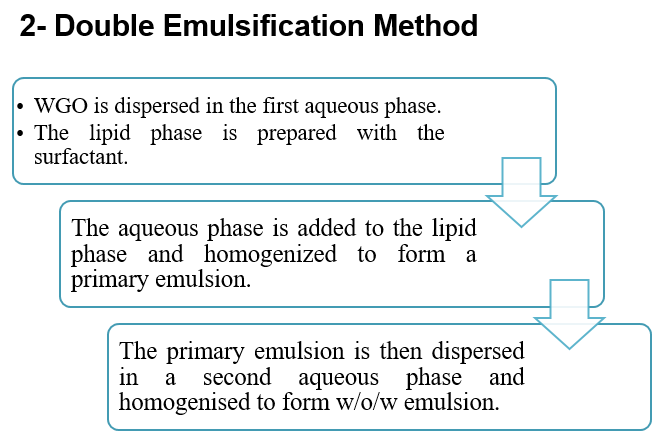 2- Double Emulsification Method
• WGO is dispersed in the first aqueous phase.
• The lipid phase is prepared with the
surfactant.
The aqueous phase is added to the lipid
phase and homogenized to form a
primary emulsion.
The primary emulsion is then dispersed
in a second aqueous phase and
homogenised to form w/o/w emulsion.